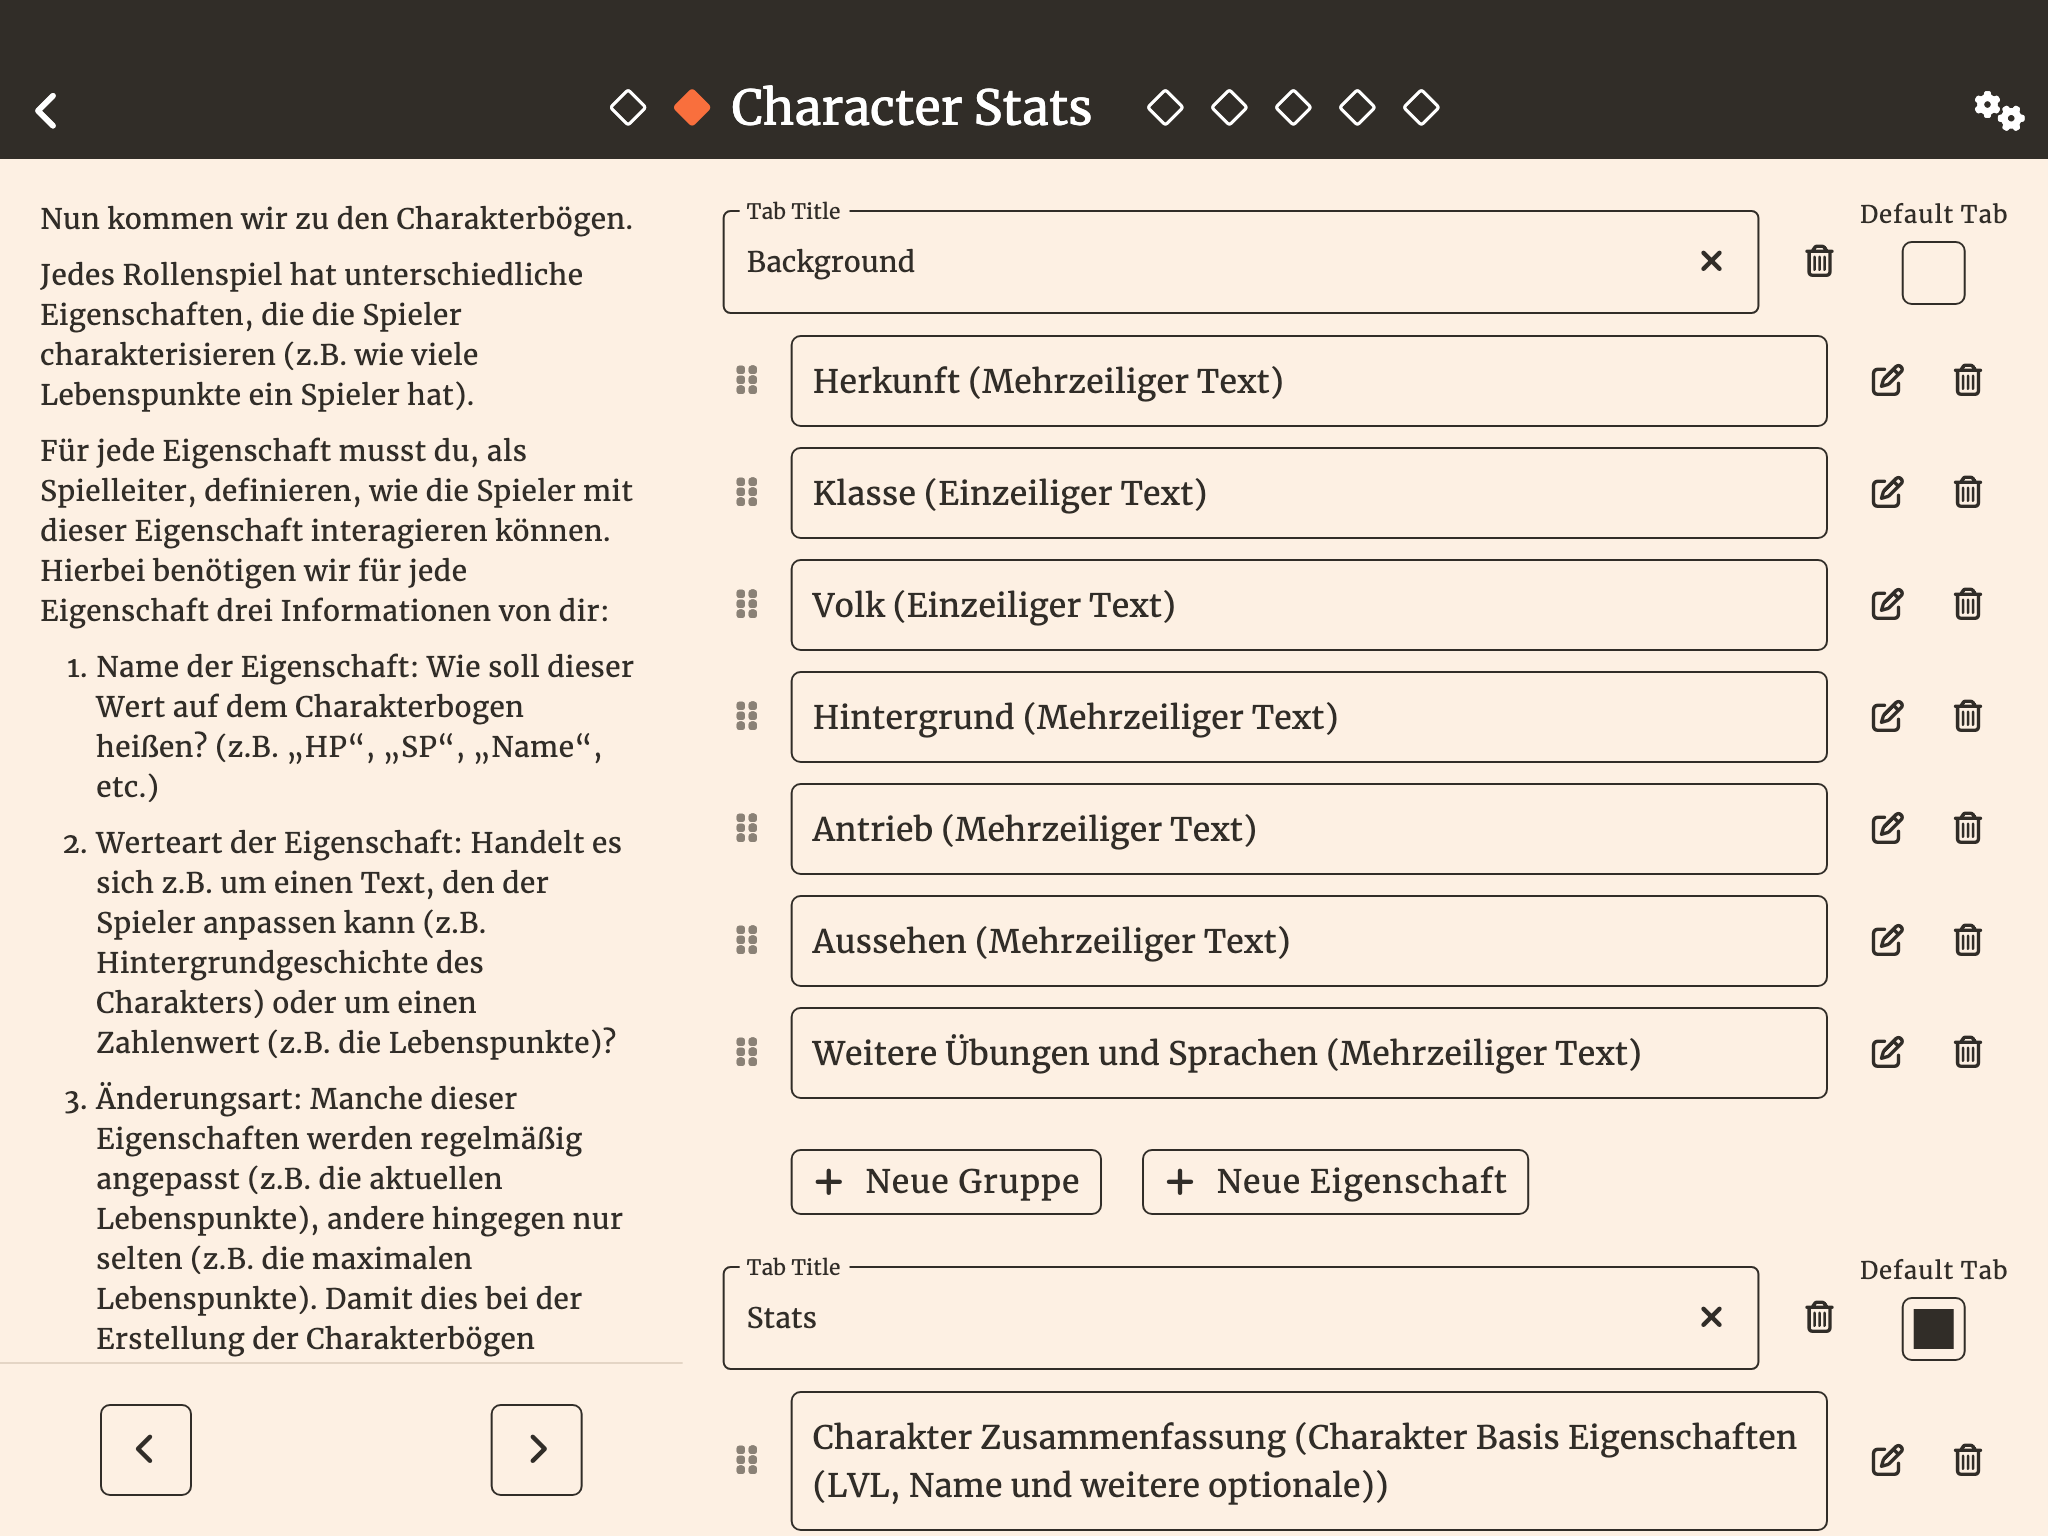 Character Stats
Nun kommen wir zu den Charakterbögen.
Jedes Rollenspiel hat unterschiedliche
Eigenschaften, die die Spieler
charakterisieren (z.B. wie viele
Lebenspunkte ein Spieler hat).
Für jede Eigenschaft musst du, als
Spielleiter, definieren, wie die Spieler mit
dieser Eigenschaft interagieren können.
Hierbei benötigen wir für jede
Eigenschaft drei Informationen von dir:
1. Name der Eigenschaft: Wie soll dieser
Wert auf dem Charakterbogen
heißen? (z.B. „HP“, „SP“, „Name“,
etc.)
2. Werteart der Eigenschaft: Handelt es
sich z.B. um einen Text, den der
Spieler anpassen kann (z.B.
Hintergrundgeschichte des
Charakters) oder um einen
Zahlenwert (z.B. die Lebenspunkte)?
3. Änderungsart: Manche dieser
Eigenschaften werden regelmäßig
angepasst (z.B. die aktuellen
Lebenspunkte), andere hingegen nur
selten (z.B. die maximalen
Lebenspunkte). Damit dies bei der
Erstellung der Charakterbögen
Tab Title
Background
Default Tab
Herkunft (Mehrzeiliger Text)
Klasse (Einzeiliger Text)
Volk (Einzeiliger Text)
Hintergrund (Mehrzeiliger Text)
Antrieb (Mehrzeiliger Text)
Aussehen (Mehrzeiliger Text)
Weitere Übungen und Sprachen (Mehrzeiliger Text)
+ Neue Gruppe
+ Neue Eigenschaft
Tab Title
Stats
Default Tab
Charakter Zusammenfassung (Charakter Basis Eigenschaften
(LVL, Name und weitere optionale))